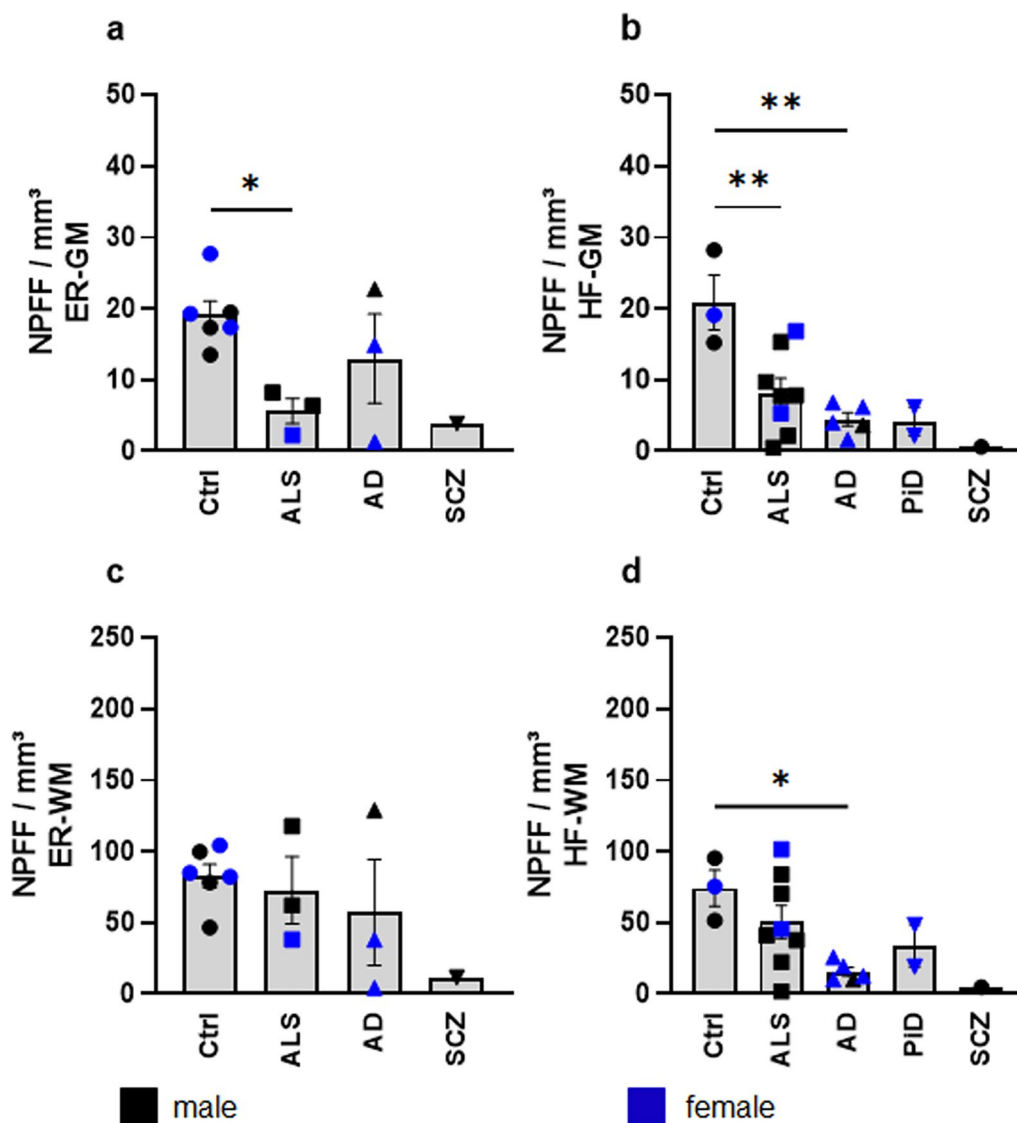 a
50
40
30
20
10
0
NPFF / mm³
ER-GM
*
Ctrl
ALS
AD
SCZ
b
50
40
30
20
10
0
NPFF / mm³
HF-GM
**
**
Ctrl
ALS
AD
PiD
SCZ
c
250
200
150
100
50
0
NPFF / mm³
ER-WM
Ctrl
ALS
AD
SCZ
d
250
200
150
100
50
0
NPFF / mm³
HF-WM
*
Ctrl
ALS
AD
PiD
SCZ
male
female